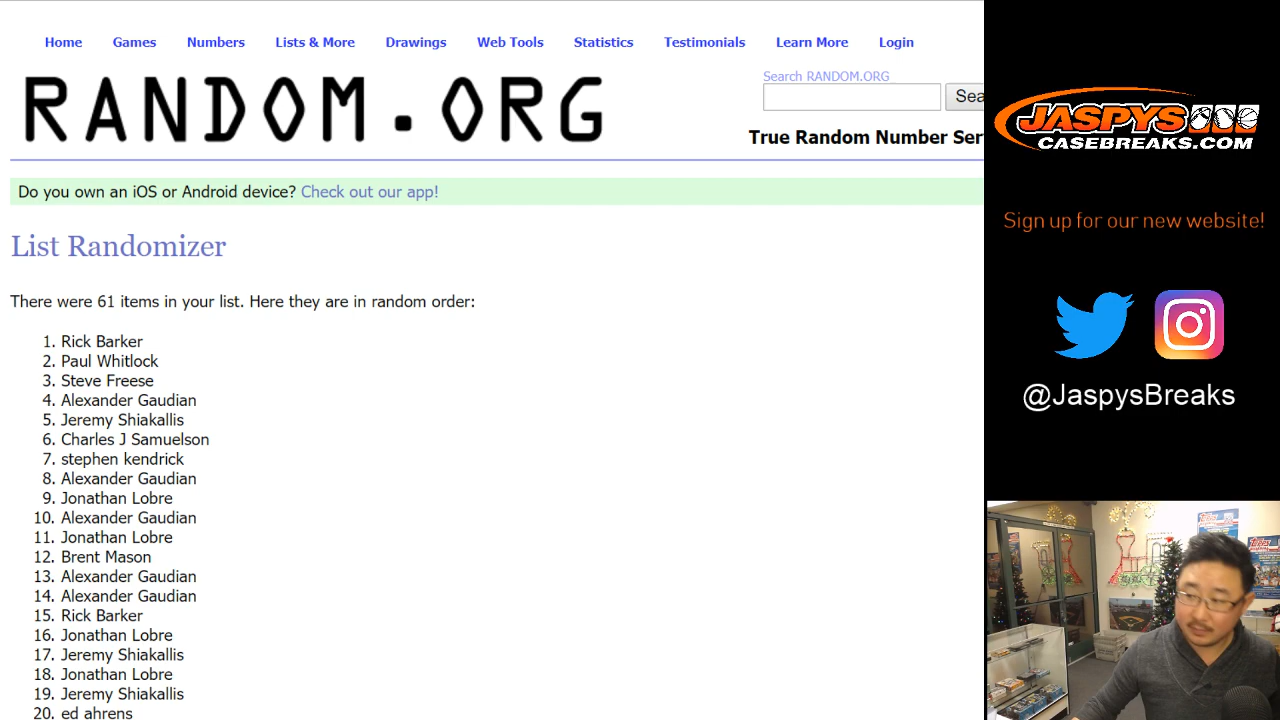 Home Games Numbers Lists & More Drawings Web Tools Statistics Testimonials Learn More Login
RANDOM.ORG
Search RANDOM.ORG
Sea
True Random Number Ser
Do you own an iOS or Android device? Check out our app!
List Randomizer
There were 61 items in your list. Here they are in random order:
1. Rick Barker
2. Paul Whitlock
3. Steve Freese
4. Alexander Gaudian
5. Jeremy Shiakallis
6. Charles J Samuelson
7. stephen kendrick
8. Alexander Gaudian
9. Jonathan Lobre
10. Alexander Gaudian
11. Jonathan Lobre
12. Brent Mason
13. Alexander Gaudian
14. Alexander Gaudian
15. Rick Barker
16. Jonathan Lobre
17. Jeremy Shiakallis
18. Jonathan Lobre
19. Jeremy Shiakallis
20. ed ahrens
JASPYS
CASEBREAKS.COM
Sign up for our new website!
@JaspysBreaks